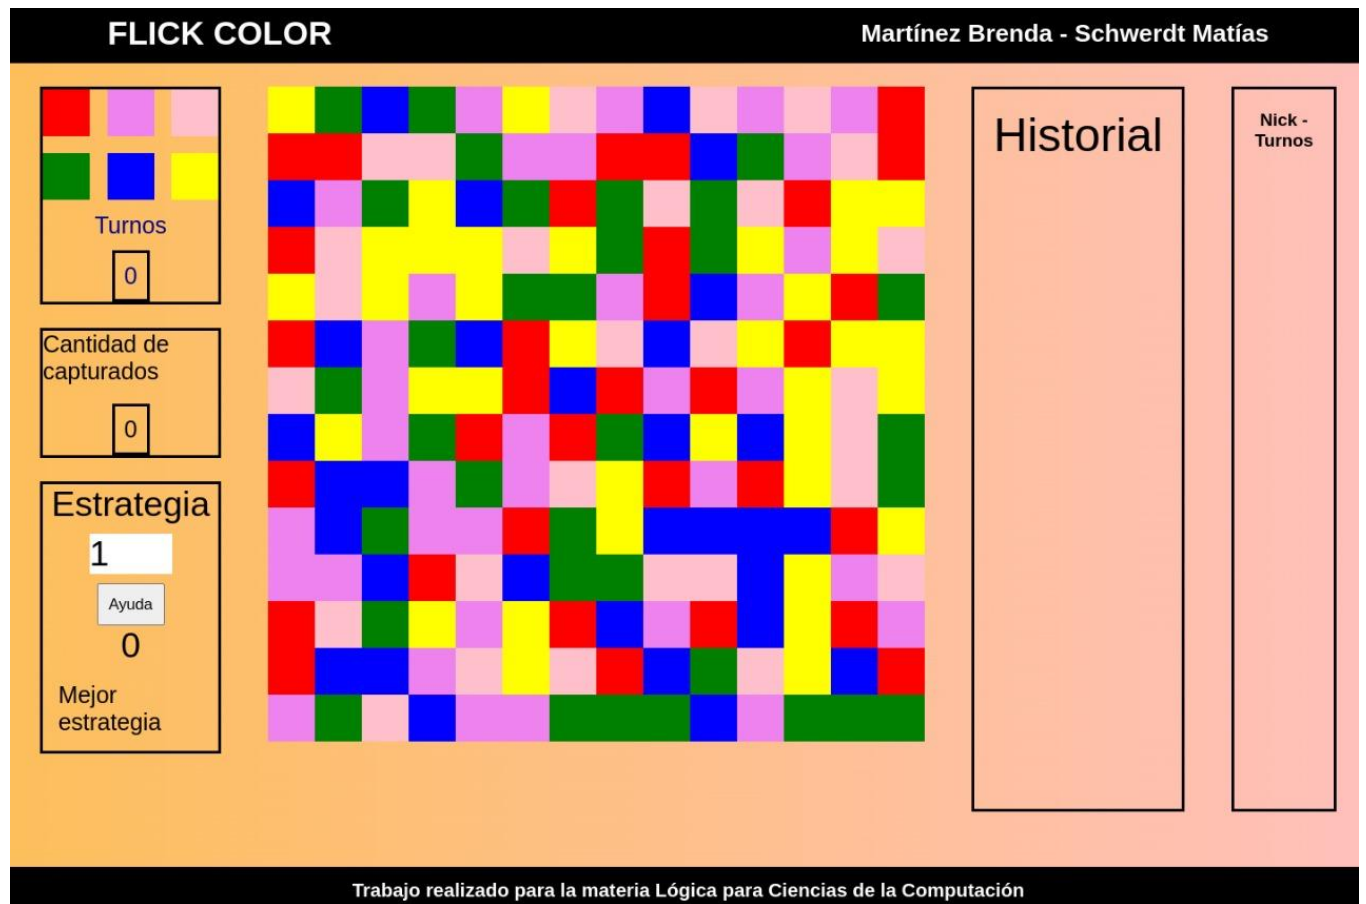 FLICK COLOR
Martínez Brenda - Schwerdt Matías
Turnos
0
Cantidad de
capturados
0
Estrategia
1
Ayuda
0
Mejor
estrategia
Historial
Nick -
Turnos
Trabajo realizado para la materia Lógica para Ciencias de la Computación